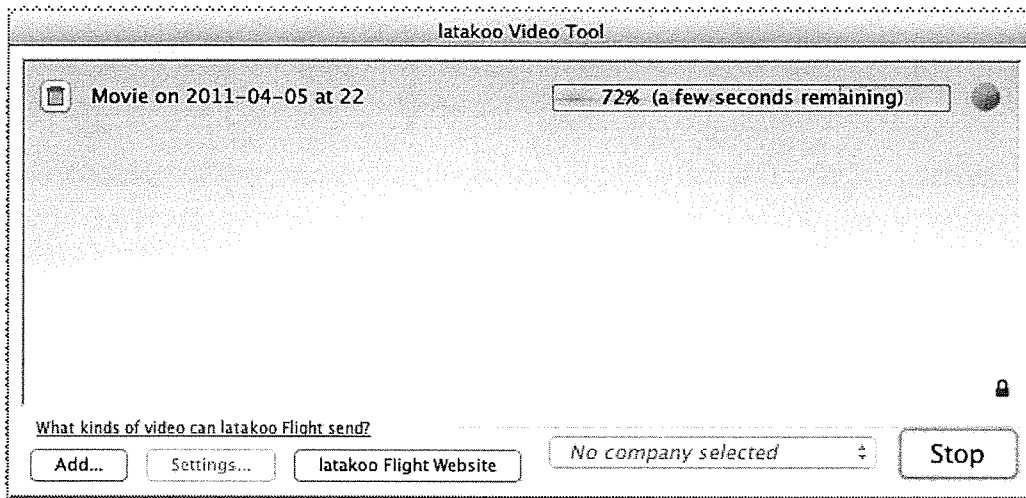 latakoo Video Tool
Movie on 2011-04-05 at 22
72% (a few seconds remaining)
What kinds of video can latakoo Flight send?
Add...
Settings...
latakoo Flight Website
No company selected
Stop